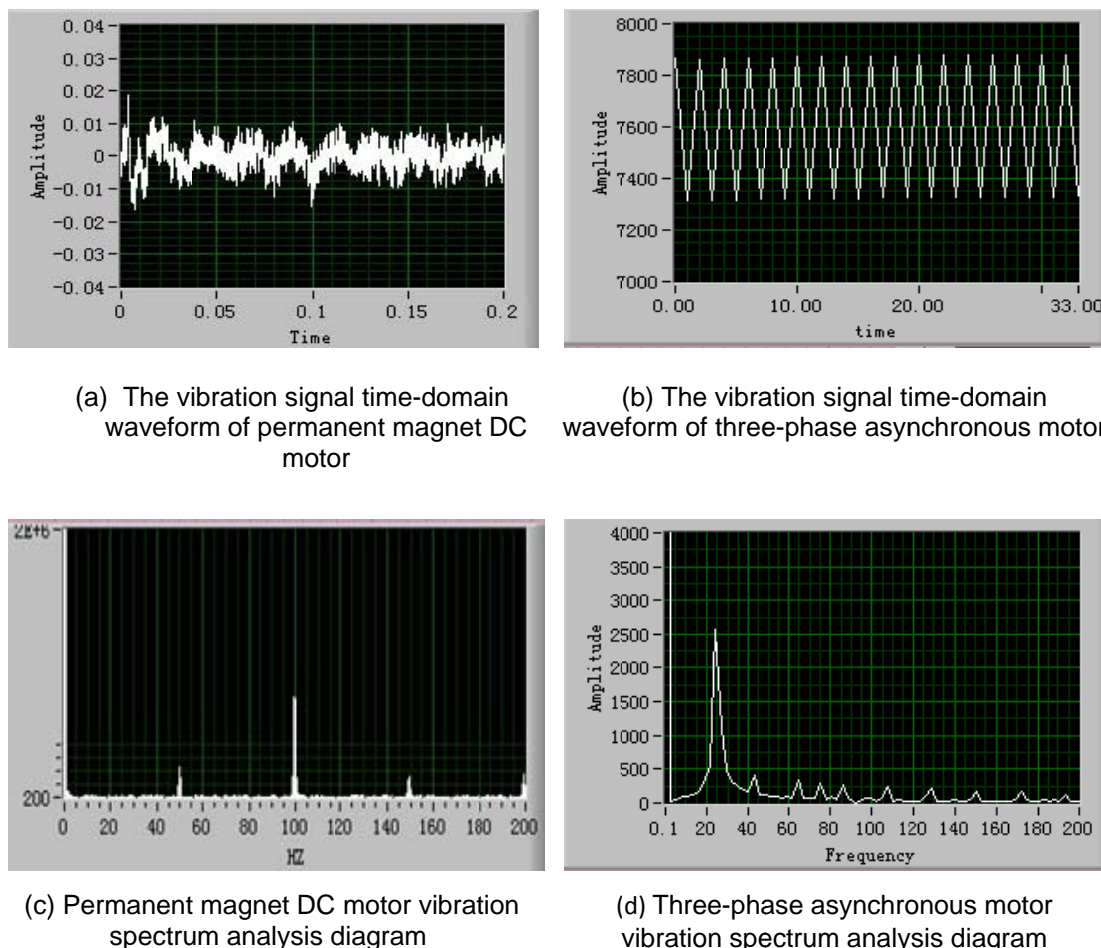 0.04
0.03
0.02
0.01
0
-0.01
-0.02
-0.03
-0.04
Amplitude
0 0.05 0.1 0.15 0.2
Time
8000
7800
7600
7400
7200
7000
Amplitude
0.00 10.00 20.00 33.00
time
(a) The vibration signal time-domain
waveform of permanent magnet DC
motor
(b) The vibration signal time-domain
waveform of three-phase asynchronous motor
2E+6
200
0 20 40 60 80 100 120 140 160 180 200
HZ
4000
3500
3000
2500
2000
1500
1000
500
0
Amplitude
0.1 20 40 60 80 100 120 140 160 180 200
Frequency
(c) Permanent magnet DC motor vibration
spectrum analysis diagram
(d) Three-phase asynchronous motor
vibration spectrum analysis diagram